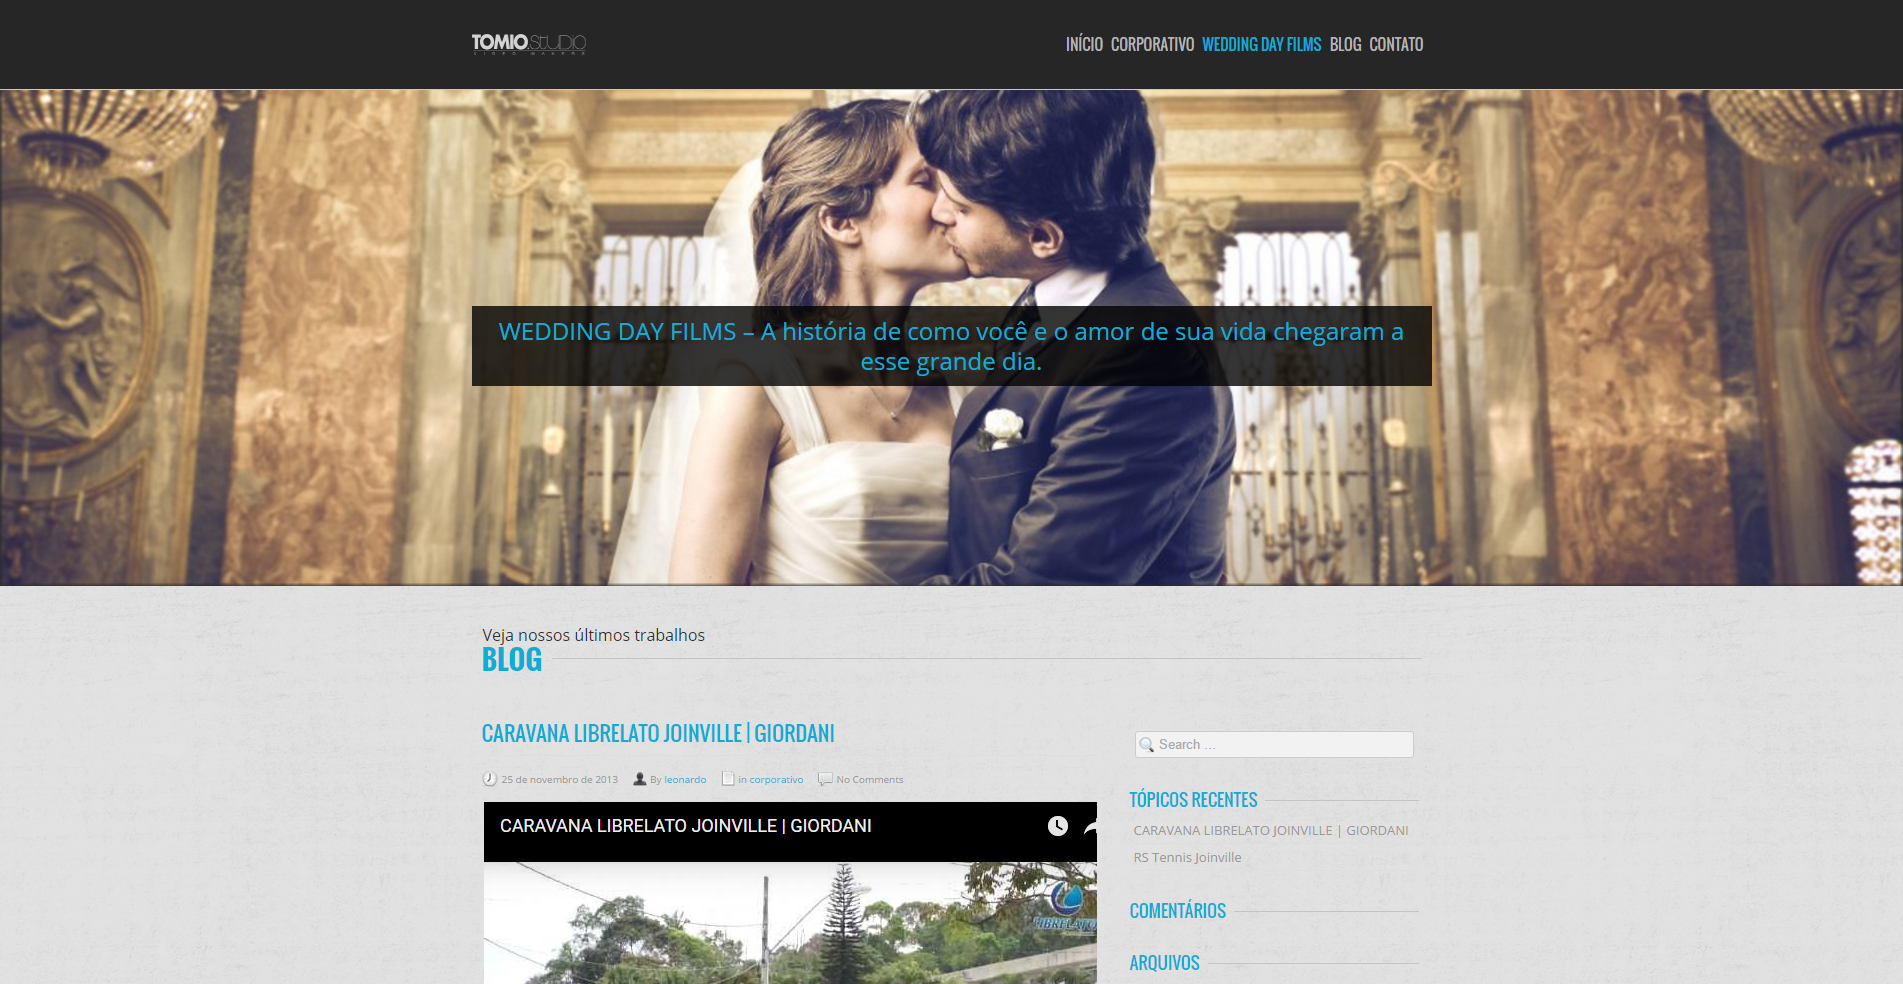 TOMIO.STUDIO
VIDEO MAKERS
INÍCIO CORPORATIVO WEDDING DAY FILMS BLOG CONTATO
WEDDING DAY FILMS – A história de como você e o amor de sua vida chegaram a
esse grande dia.
Veja nossos últimos trabalhos
BLOG
CARAVANA LIBRELATO JOINVILLE | GIORDANI
25 de novembro de 2013 By leonardo in corporativo No Comments
CARAVANA LIBRELATO JOINVILLE | GIORDANI
LIBRELATO
Search ...
TÓPICOS RECENTES
CARAVANA LIBRELATO JOINVILLE | GIORDANI
RS Tennis Joinville
COMENTÁRIOS
ARQUIVOS